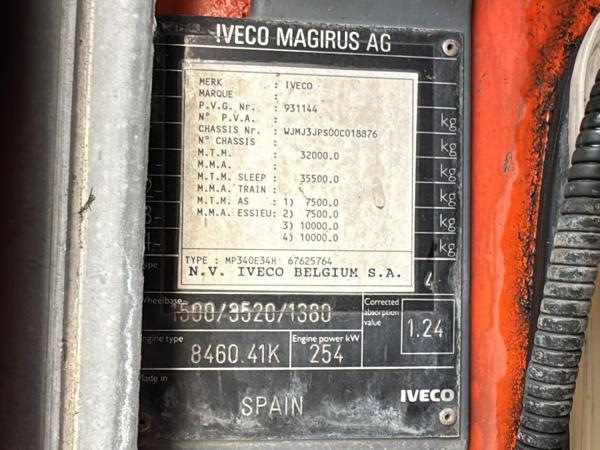 IVECO MAGIRUS AG
MERK : IVECO
MARQUE :
P.V.G. Nr. : 931144
N° P.V.A. :
CHASSIS Nr. : WJMJ3JPS00C018876
N° CHASSIS :
M.T.M. : 32000.0
M.M.A. :
M.T.M. SLEEP : 35500.0
M.M.A. TRAIN :
M.T.M. AS : 1) 7500.0
M.M.A. ESSIEU: 2) 7500.0
3) 10000.0
4) 10000.0
TYPE : MP340E34H 67625764
N.V. IVECO BELGIUM S.A.
kg
kg
kg
kg
kg
kg
Type 4
Wheelbase 1500/3520/1380
Corrected absorption value 1.24
Engine type 8460.41K
Engine power kW 254
Made in SPAIN
IVECO